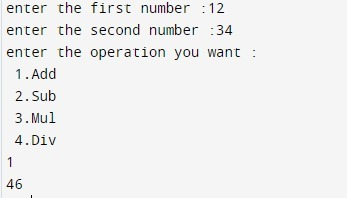 enter the first number :12
enter the second number :34
enter the operation you want :
1.Add
2.Sub
3.Mul
4.Div
1
46